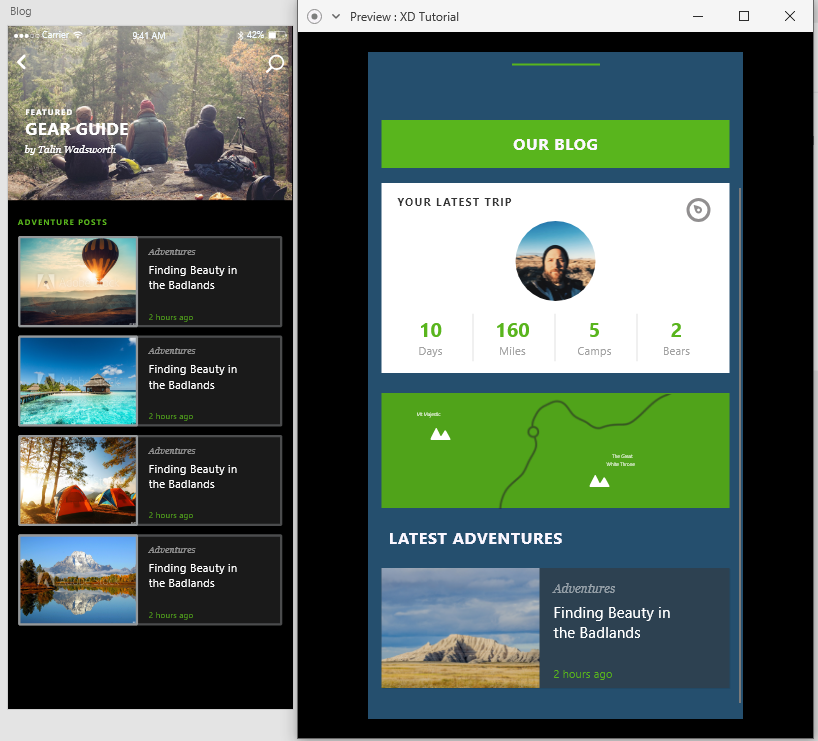 Blog
Carrier
9:41 AM
42%
FEATURED
GEAR GUIDE
by Talin Wadsworth
ADVENTURE POSTS
Adventures
Finding Beauty in
the Badlands
2 hours ago
Adventures
Finding Beauty in
the Badlands
2 hours ago
Adventures
Finding Beauty in
the Badlands
2 hours ago
Adventures
Finding Beauty in
the Badlands
2 hours ago
Preview : XD Tutorial
OUR BLOG
YOUR LATEST TRIP
10 160 5 2
Days Miles Camps Bears
Mt Majestic
The Great
White Throne
LATEST ADVENTURES
Adventures
Finding Beauty in
the Badlands
2 hours ago